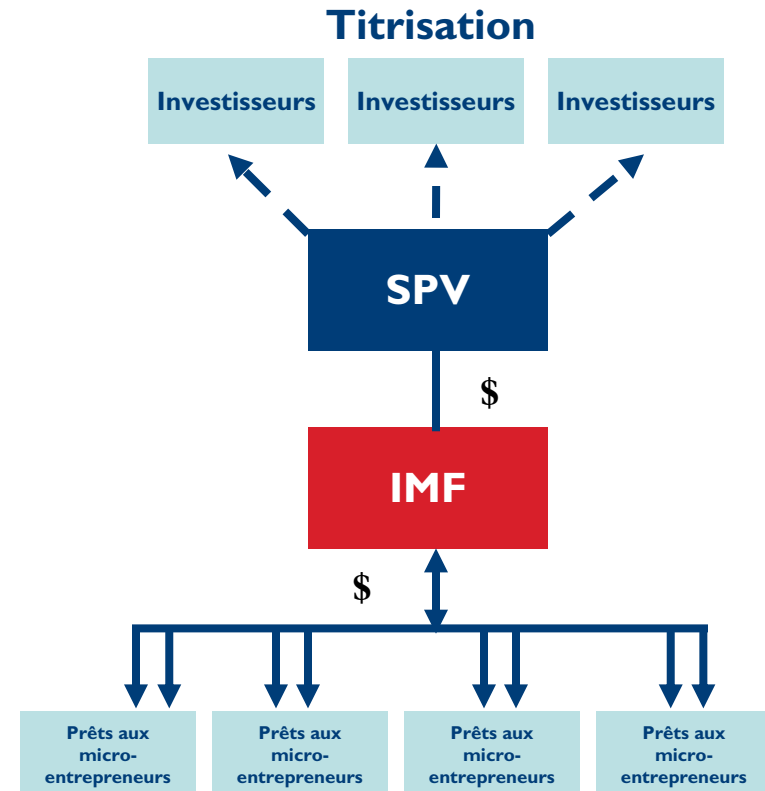 Titrisation
Investisseurs
Investisseurs
Investisseurs
SPV
$
IMF
$
Prêts aux
micro-
entrepreneurs
Prêts aux
micro-
entrepreneurs
Prêts aux
micro-
entrepreneurs
Prêts aux
micro-
entrepreneurs